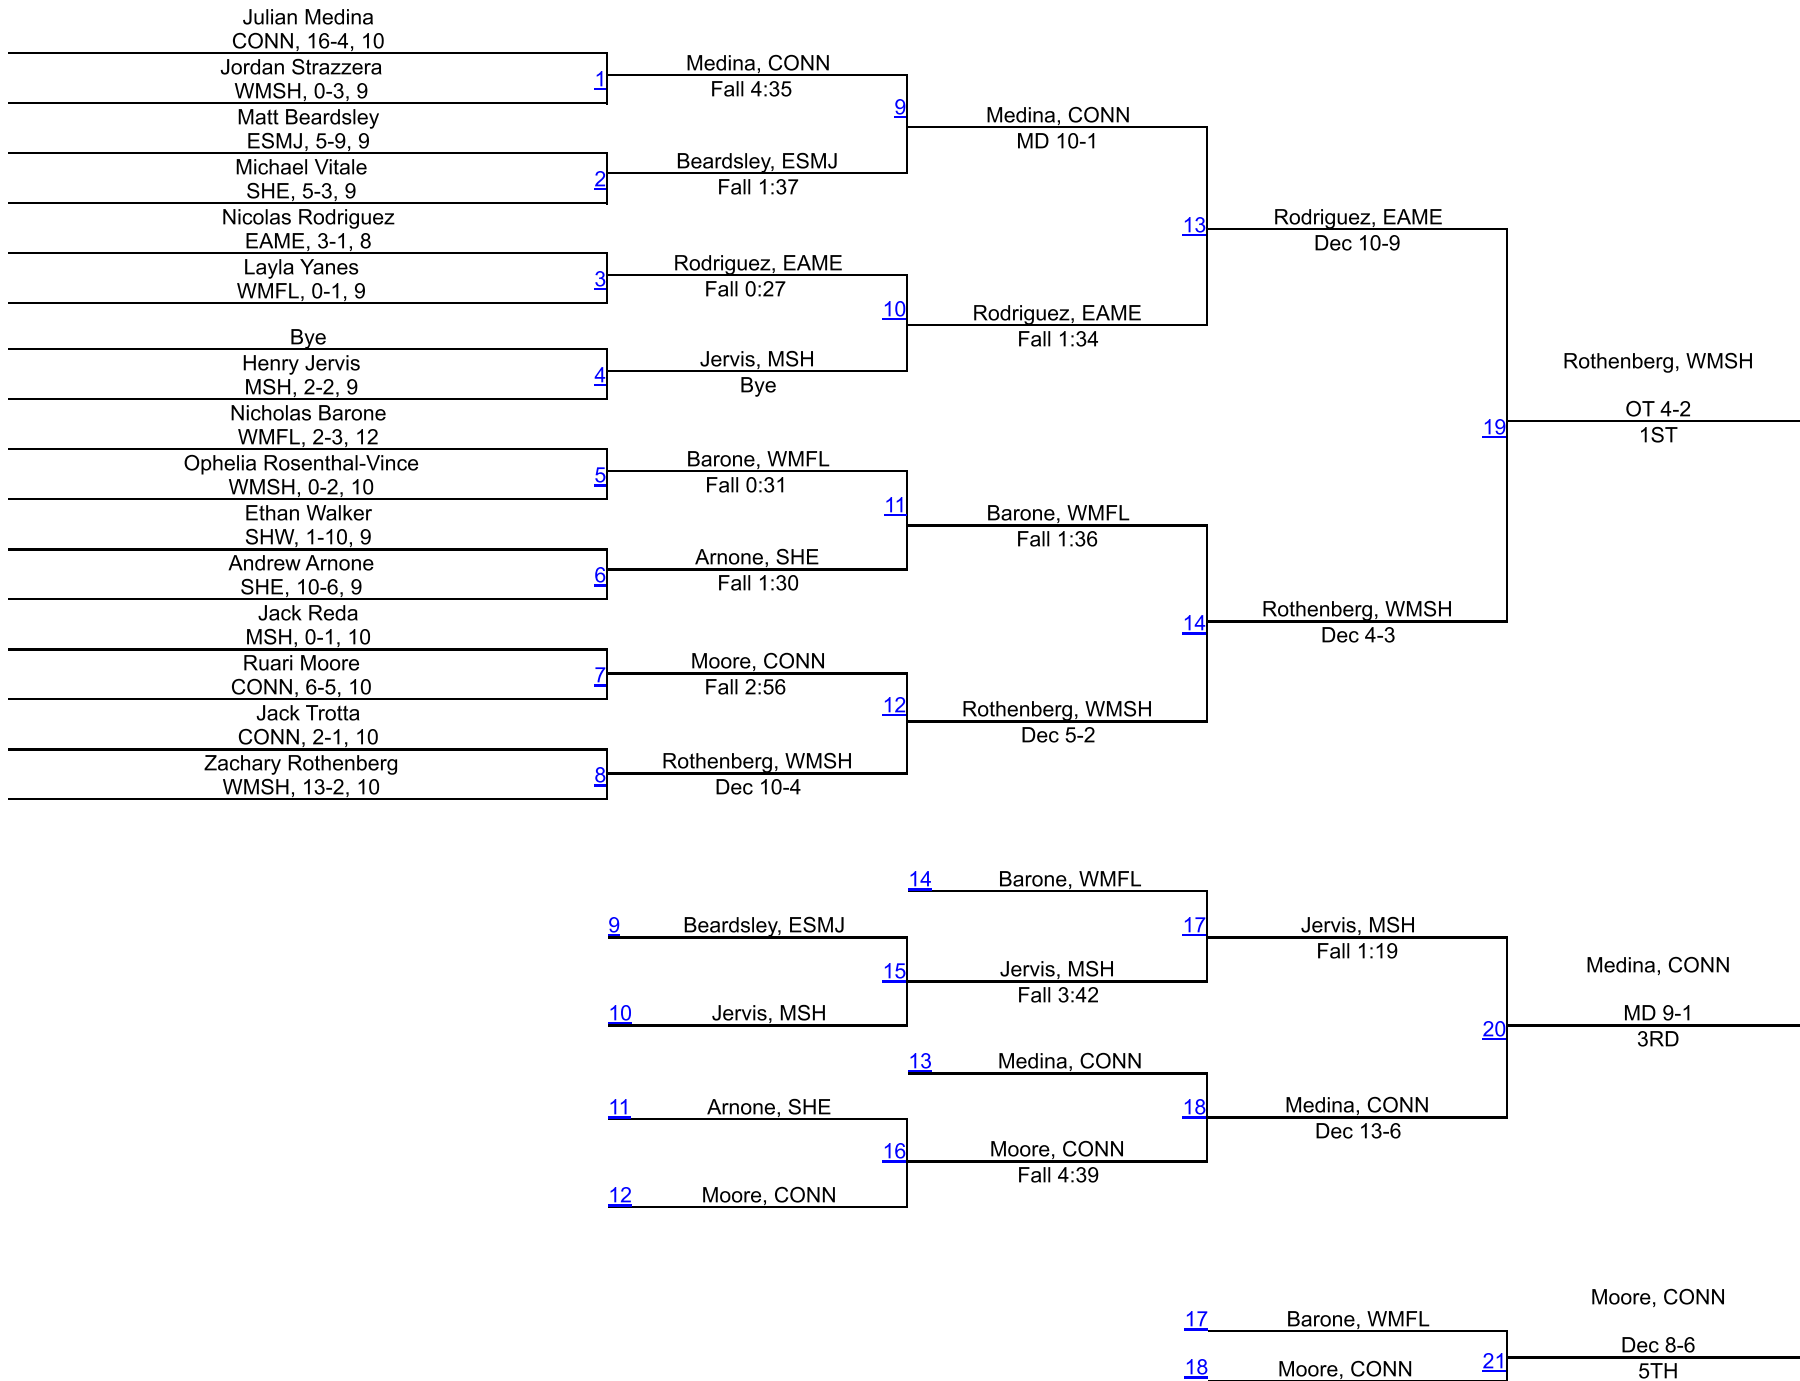 Julian Medina
CONN, 16-4, 10
Jordan Strazzera
WMSH, 0-3, 9
1
Matt Beardsley
ESMJ, 5-9, 9
Michael Vitale
SHE, 5-3, 9
2
Nicolas Rodriguez
EAME, 3-1, 8
Layla Yanes
WMFL, 0-1, 9
3
Bye
Henry Jervis
MSH, 2-2, 9
4
Nicholas Barone
WMFL, 2-3, 12
Ophelia Rosenthal-Vince
WMSH, 0-2, 10
5
Ethan Walker
SHW, 1-10, 9
Andrew Arnone
SHE, 10-6, 9
6
Jack Reda
MSH, 0-1, 10
Ruari Moore
CONN, 6-5, 10
7
Jack Trotta
CONN, 2-1, 10
Zachary Rothenberg
WMSH, 13-2, 10
8
Medina, CONN
Fall 4:35
9
Beardsley, ESMJ
Fall 1:37
Rodriguez, EAME
Fall 0:27
10
Jervis, MSH
Bye
Barone, WMFL
Fall 0:31
11
Arnone, SHE
Fall 1:30
Moore, CONN
Fall 2:56
12
Rothenberg, WMSH
Dec 10-4
Medina, CONN
MD 10-1
13
Rodriguez, EAME
Fall 1:34
Barone, WMFL
Fall 1:36
14
Rothenberg, WMSH
Dec 5-2
Rodriguez, EAME
Dec 10-9
19
Rothenberg, WMSH
Dec 4-3
Rothenberg, WMSH
OT 4-2
1ST
9
Beardsley, ESMJ
15
10
Jervis, MSH
11
Arnone, SHE
16
12
Moore, CONN
14
Barone, WMFL
17
Jervis, MSH
Fall 3:42
13
Medina, CONN
18
Moore, CONN
Fall 4:39
Jervis, MSH
Fall 1:19
20
Medina, CONN
Dec 13-6
Medina, CONN
MD 9-1
3RD
17
Barone, WMFL
18
Moore, CONN
21
Moore, CONN
Dec 8-6
5TH